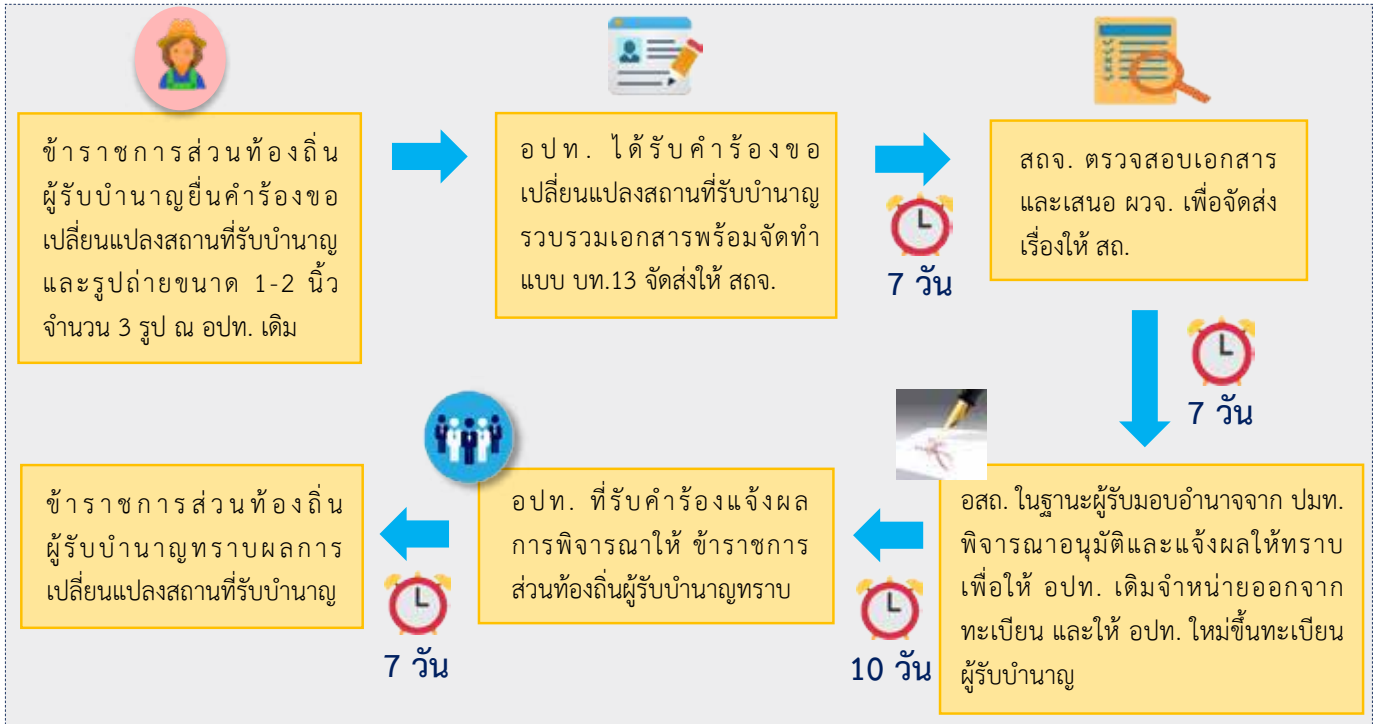 ข้าราชการส่วนท้องถิ่น
ผู้รับบำนาญยื่นคำร้องขอ
เปลี่ยนแปลงสถานที่รับบำนาญ
และรูปถ่ายขนาด 1-2 นิ้ว
จำนวน 3 รูป ณ อปท. เดิม
อปท. ได้รับคำร้องขอ
เปลี่ยนแปลงสถานที่รับบำนาญ
รวบรวมเอกสารพร้อมจัดทำ
แบบ บท.13 จัดส่งให้ สถจ.
7 วัน
สถจ. ตรวจสอบเอกสาร
และเสนอ ผวจ. เพื่อจัดส่ง
เรื่องให้ สถ.
7 วัน
อสถ. ในฐานะผู้รับมอบอำนาจจาก ปมท.
พิจารณาอนุมัติและแจ้งผลให้ทราบ
เพื่อให้ อปท. เดิมจำหน่ายออกจาก
ทะเบียน และให้ อปท. ใหม่ขึ้นทะเบียน
ผู้รับบำนาญ
10 วัน
อปท. ที่รับคำร้องแจ้งผล
การพิจารณาให้ ข้าราชการ
ส่วนท้องถิ่นผู้รับบำนาญทราบ
7 วัน
ข้าราชการส่วนท้องถิ่น
ผู้รับบำนาญทราบผลการ
เปลี่ยนแปลงสถานที่รับบำนาญ